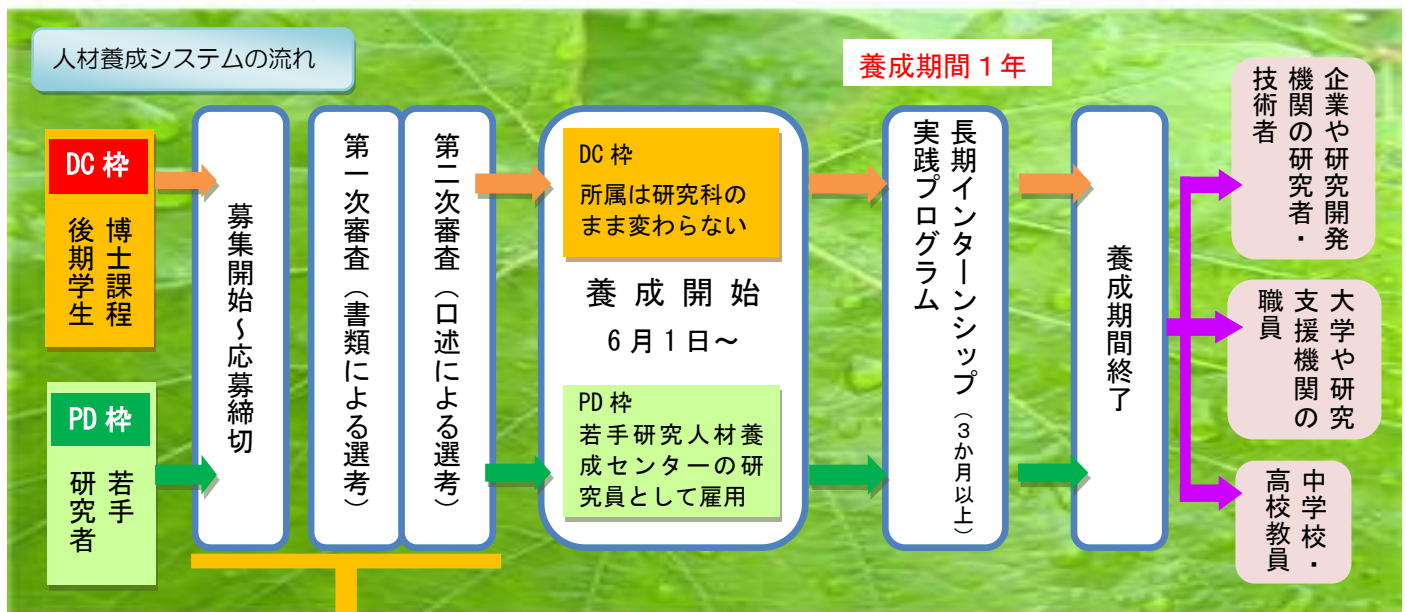 人材養成システムの流れ
養成期間１年
DC 枠
博士課程
後期学生
PD 枠
若手
研究者
募集開始～応募締切
第一次審査（書類による選考）
第二次審査（口述による選考）
DC 枠
所属は研究科の
まま変わらない
養成開始
６月１日～
PD 枠
若手研究人材養
成センターの研
究員として雇用
長期インターンシップ（３か月以上）
実践プログラム
養成期間終了
企業や研究開発
機関の研究者・
技術者
大学や研究
支援機関の
職員
中学校・
高校教員